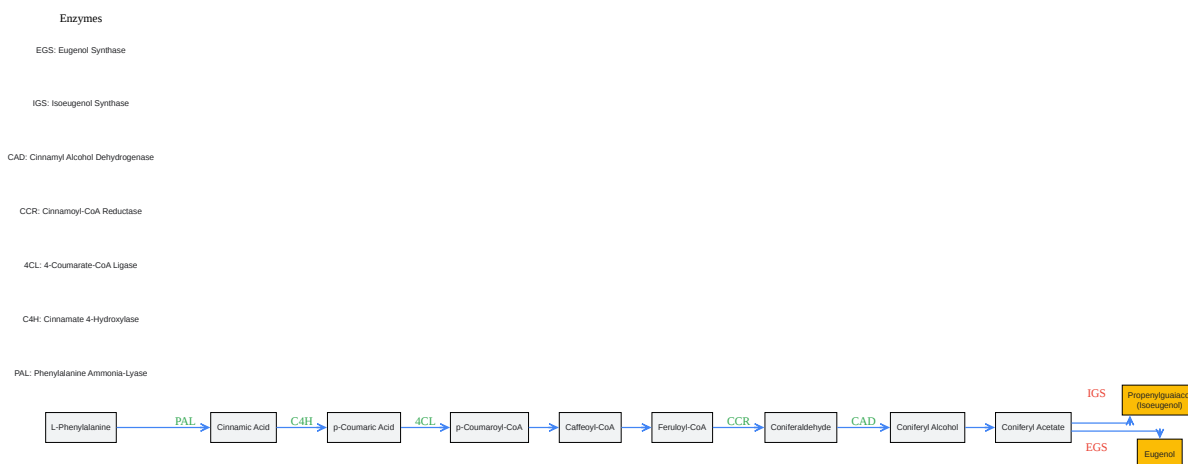 Enzymes
EGS: Eugenol Synthase
IGS: Isoeugenol Synthase
CAD: Cinnamyl Alcohol Dehydrogenase
CCR: Cinnamoyl-CoA Reductase
4CL: 4-Coumarate-CoA Ligase
C4H: Cinnamate 4-Hydroxylase
PAL: Phenylalanine Ammonia-Lyase
L-Phenylalanine
PAL
Cinnamic Acid
C4H
p-Coumaric Acid
4CL
p-Coumaroyl-CoA
Caffeoyl-CoA
Feruloyl-CoA
CCR
Coniferaldehyde
CAD
Coniferyl Alcohol
Coniferyl Acetate
IGS
Propenylguaiaco
(Isoeugenol)
EGS
Eugenol